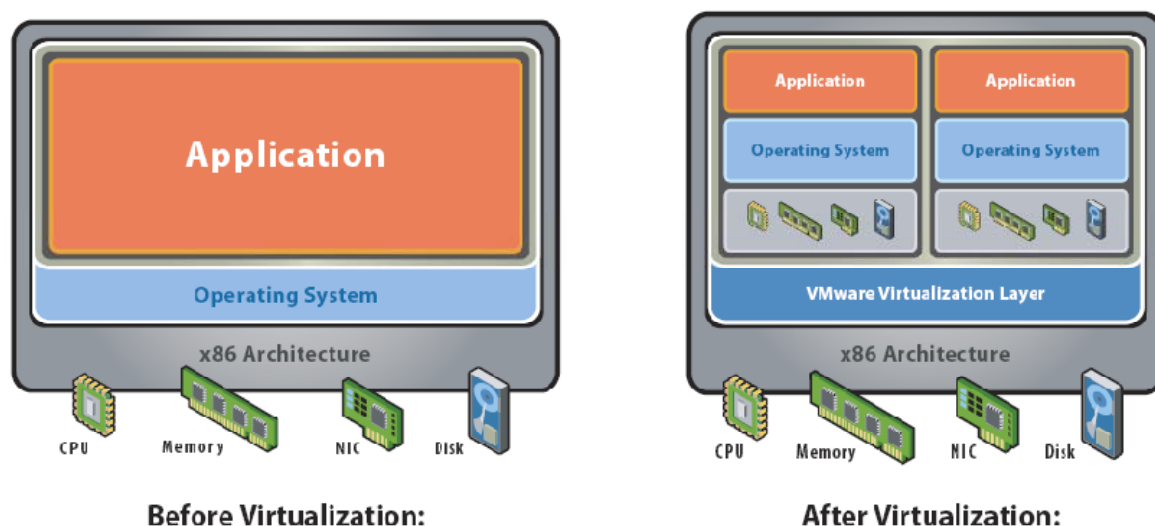 Application
Operating System
x86 Architecture
CPU
Memory
NIC
Disk
Before Virtualization:
Application
Application
Operating System
Operating System
VMware Virtualization Layer
x86 Architecture
CPU
Memory
NIC
Disk
After Virtualization: